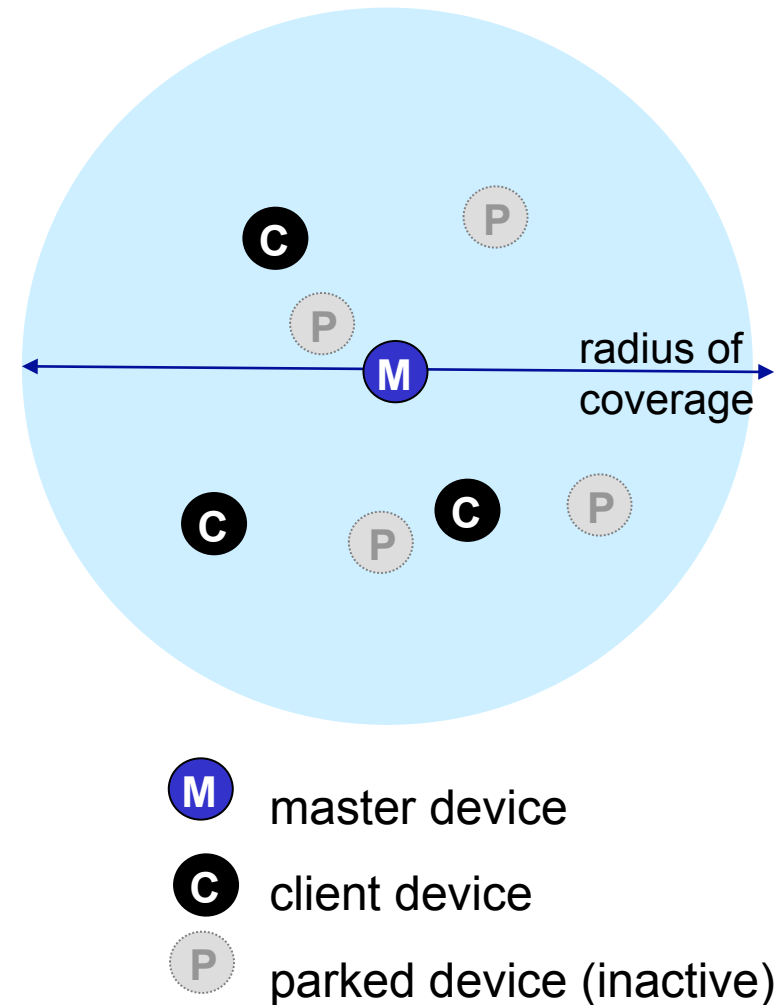 P
C
P
radius of
M
coverage
P
C
C
P
M master device
C client device
P parked device (inactive)